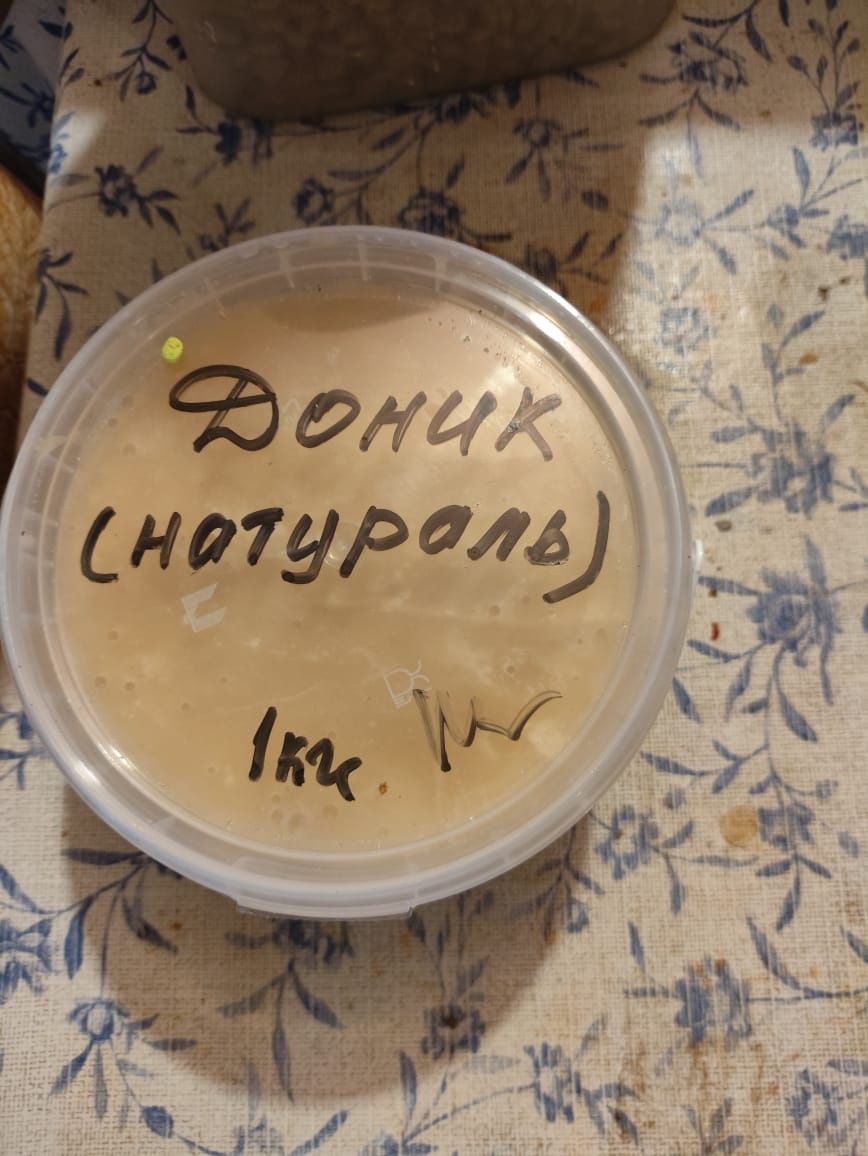 Доник
(натураль)
1кг